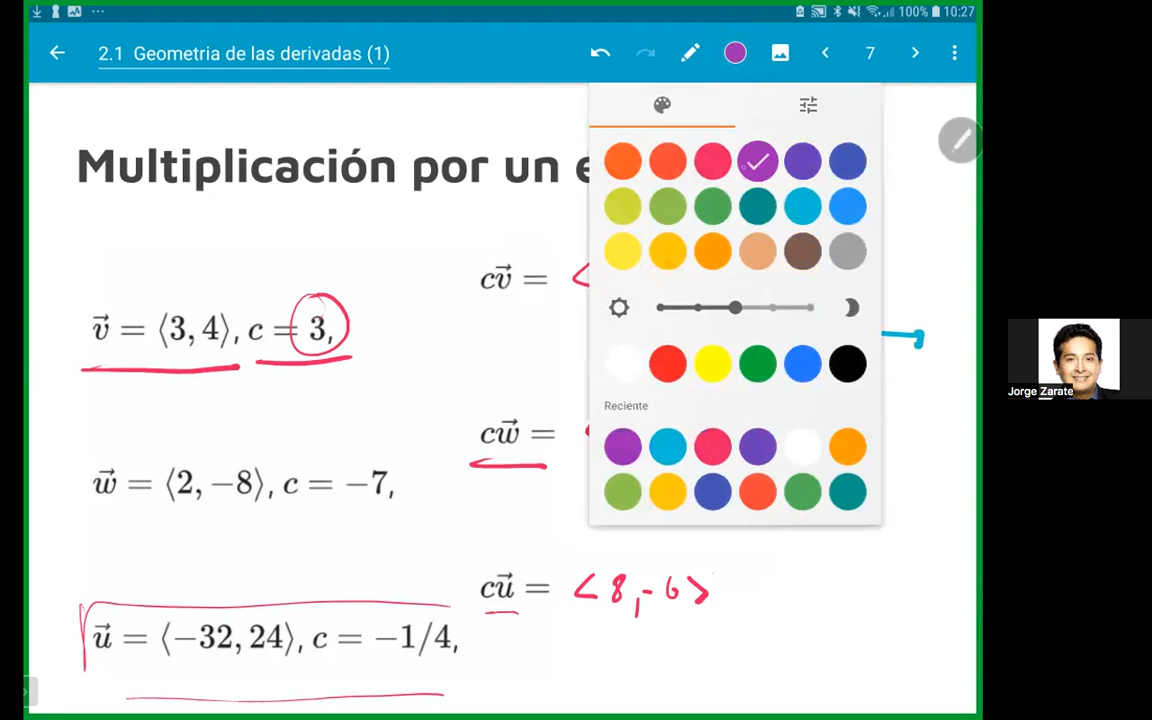 100% 10:27
2.1 Geometria de las derivadas (1)
7
Multiplicación por un e
cv⃗ = <
v⃗ = ⟨3, 4⟩, c = 3,
Jorge Zarate
Reciente
cw⃗ =
w⃗ = ⟨2, −8⟩, c = −7,
cu⃗ = <8,-6>
u⃗ = ⟨−32, 24⟩, c = −1/4,